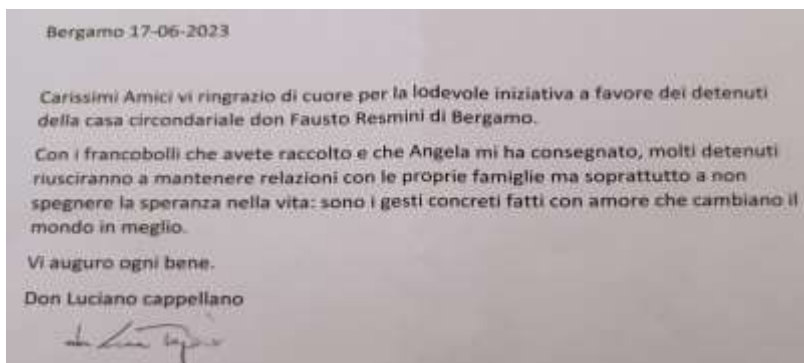 Bergamo 17-06-2023
Carissimi Amici vi ringrazio di cuore per la lodevole iniziativa a favore dei detenuti
della casa circondariale don Fausto Resmini di Bergamo.
Con i francobolli che avete raccolto e che Angela mi ha consegnato, molti detenuti
riusciranno a mantenere relazioni con le proprie famiglie ma soprattutto a non
spegnere la speranza nella vita: sono i gesti concreti fatti con amore che cambiano il
mondo in meglio.
Vi auguro ogni bene.
Don Luciano cappellano